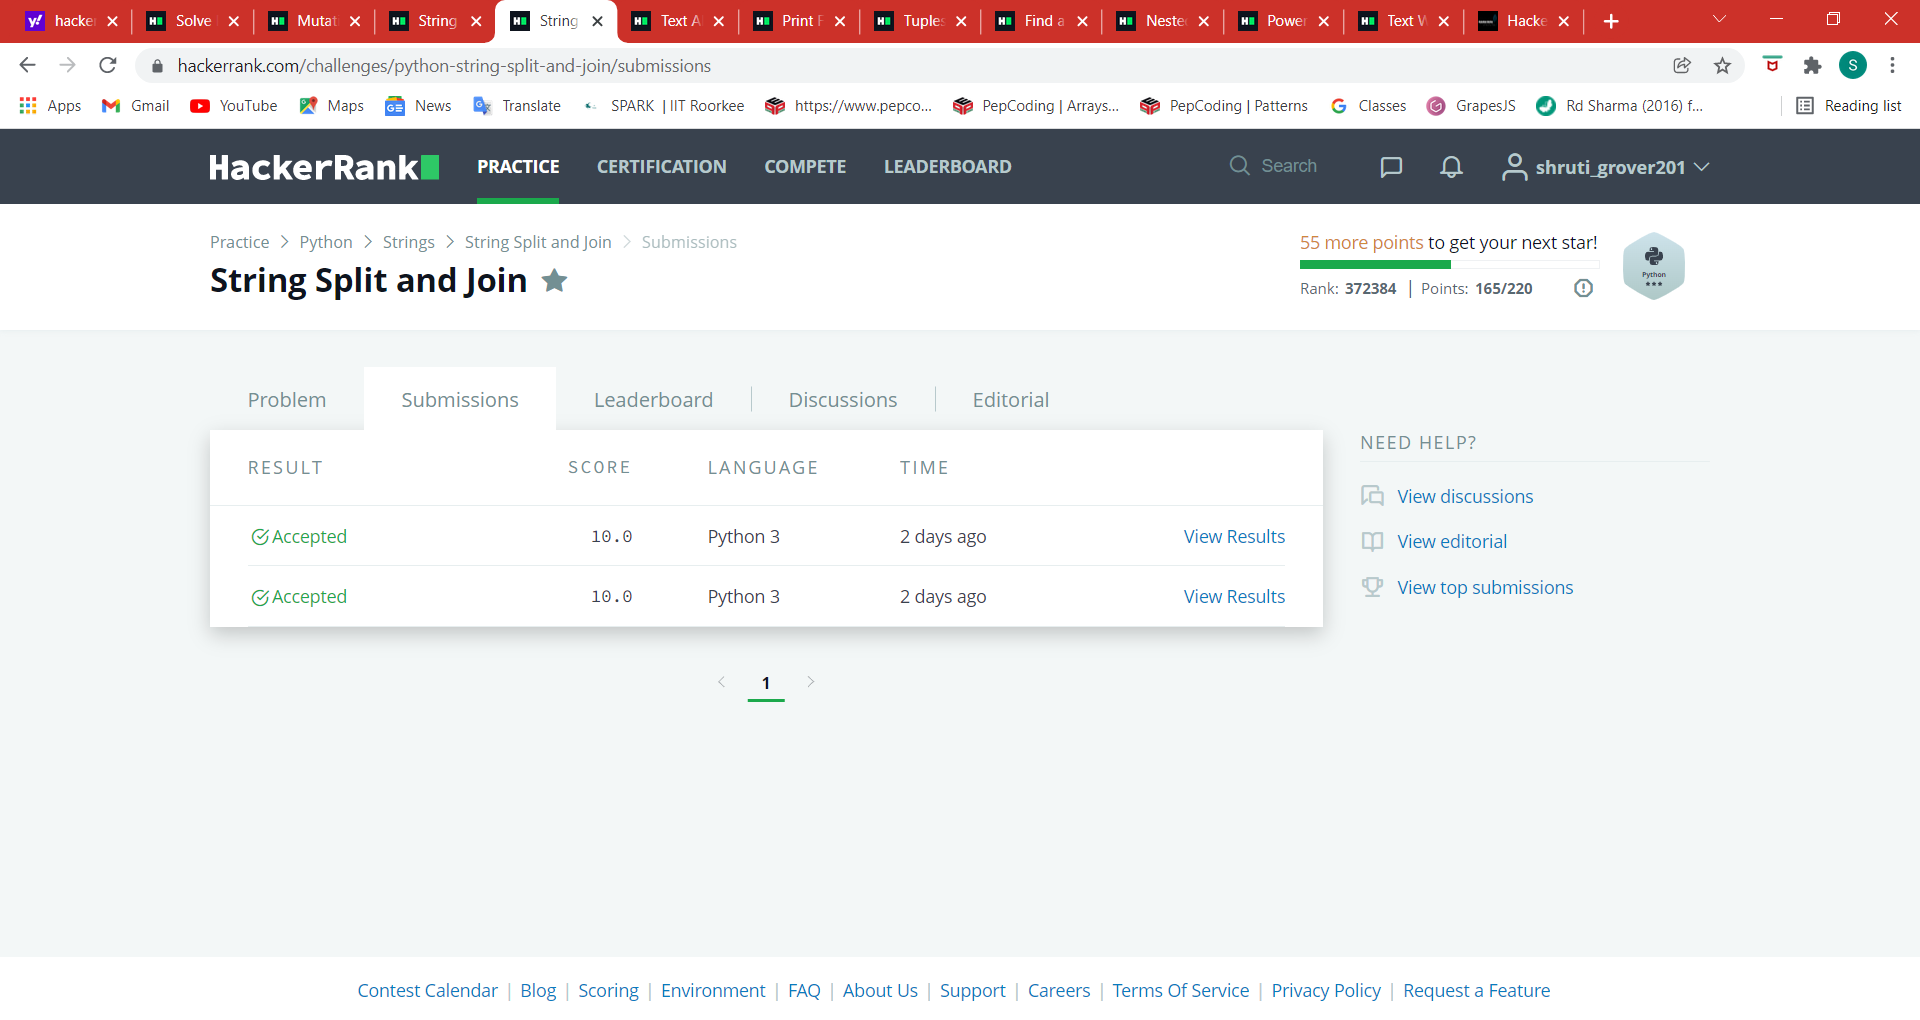 hacker
Solve
Mutat
String
String
Text A
Print F
Tuples
Find a
Neste
Power
Text W
Hacke
hackerrank.com/challenges/python-string-split-and-join/submissions
S
Apps
Gmail
YouTube
Maps
News
Translate
SPARK | IIT Roorkee
https://www.pepco...
PepCoding | Arrays...
PepCoding | Patterns
Classes
GrapesJS
Rd Sharma (2016) f...
Reading list
HackerRank
PRACTICE
CERTIFICATION
COMPETE
LEADERBOARD
Search
shruti_grover201
Practice > Python > Strings > String Split and Join > Submissions
String Split and Join
55 more points to get your next star!
Rank: 372384 | Points: 165/220
Python
Problem
Submissions
Leaderboard
Discussions
Editorial
RESULT SCORE LANGUAGE TIME
Accepted 10.0 Python 3 2 days ago View Results
Accepted 10.0 Python 3 2 days ago View Results
1
NEED HELP?
View discussions
View editorial
View top submissions
Contest Calendar | Blog | Scoring | Environment | FAQ | About Us | Support | Careers | Terms Of Service | Privacy Policy | Request a Feature